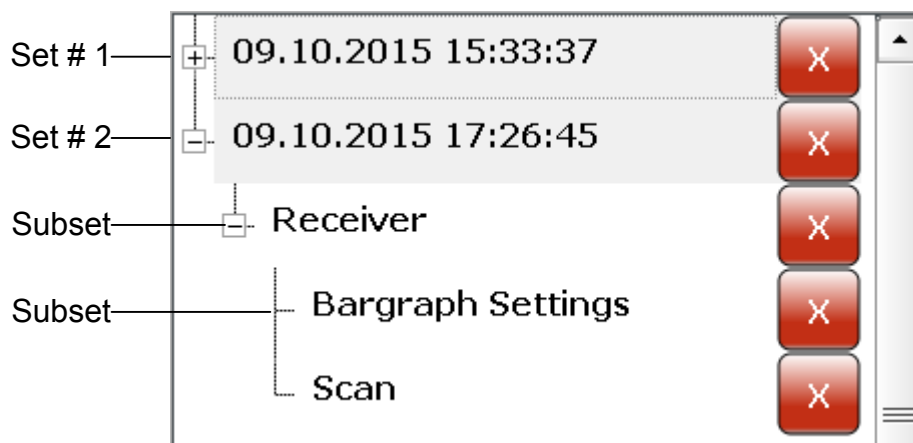 Set # 1 09.10.2015 15:33:37 X
Set # 2 09.10.2015 17:26:45 X
Subset Receiver X
Subset Bargraph Settings X
Scan X